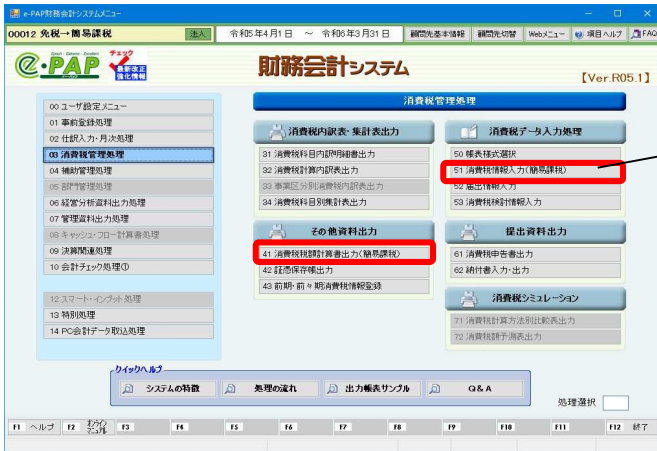 e-PAP財務会計システムメニュー
00012 免税→簡易課税 法人 令和05年4月1日 ～ 令和06年3月31日 顧問先基本情報 顧問先切替 Webメニュー 項目ヘルプ FAQ
e-PAP チェック 最新改正強化情報 財務会計システム 【Ver.R05.1】
消費税管理処理
00 ユーザ設定メニュー
01 事前登録処理
02 仕訳入力・月次処理
03 消費税管理処理
04 補助管理処理
05 部門管理処理
06 経営分析資料出力処理
07 管理資料出力処理
08 キャッシュ・フロー計算書処理
09 決算関連処理
10 会計チェック処理①
12 スマート・インプット処理
13 特別処理
14 PC会計データ取込処理
消費税内訳表・集計表出力
31 消費税科目内訳明細書出力
32 消費税計算内訳表出力
33 事業区分別消費税内訳表出力
34 消費税科目別集計表出力
その他資料出力
41 消費税税額計算書出力(簡易課税)
42 証憑保存帳出力
43 前期・前々期消費税情報登録
消費税データ入力処理
50 帳表様式選択
51 消費税情報入力(簡易課税)
52 届出情報入力
53 消費税検討情報入力
提出資料出力
61 消費税申告書出力
62 納付書入力・出力
消費税シミュレーション
71 消費税計算方法別比較表出力
72 消費税額予測表出力
クイックヘルプ
システムの特徴 処理の流れ 出力帳表サンプル Q&A
処理選択
F1 ヘルプ F2 オンラインマニュアル F3 F4 F5 F6 F7 F8 F9 F10 F11 F12 終了